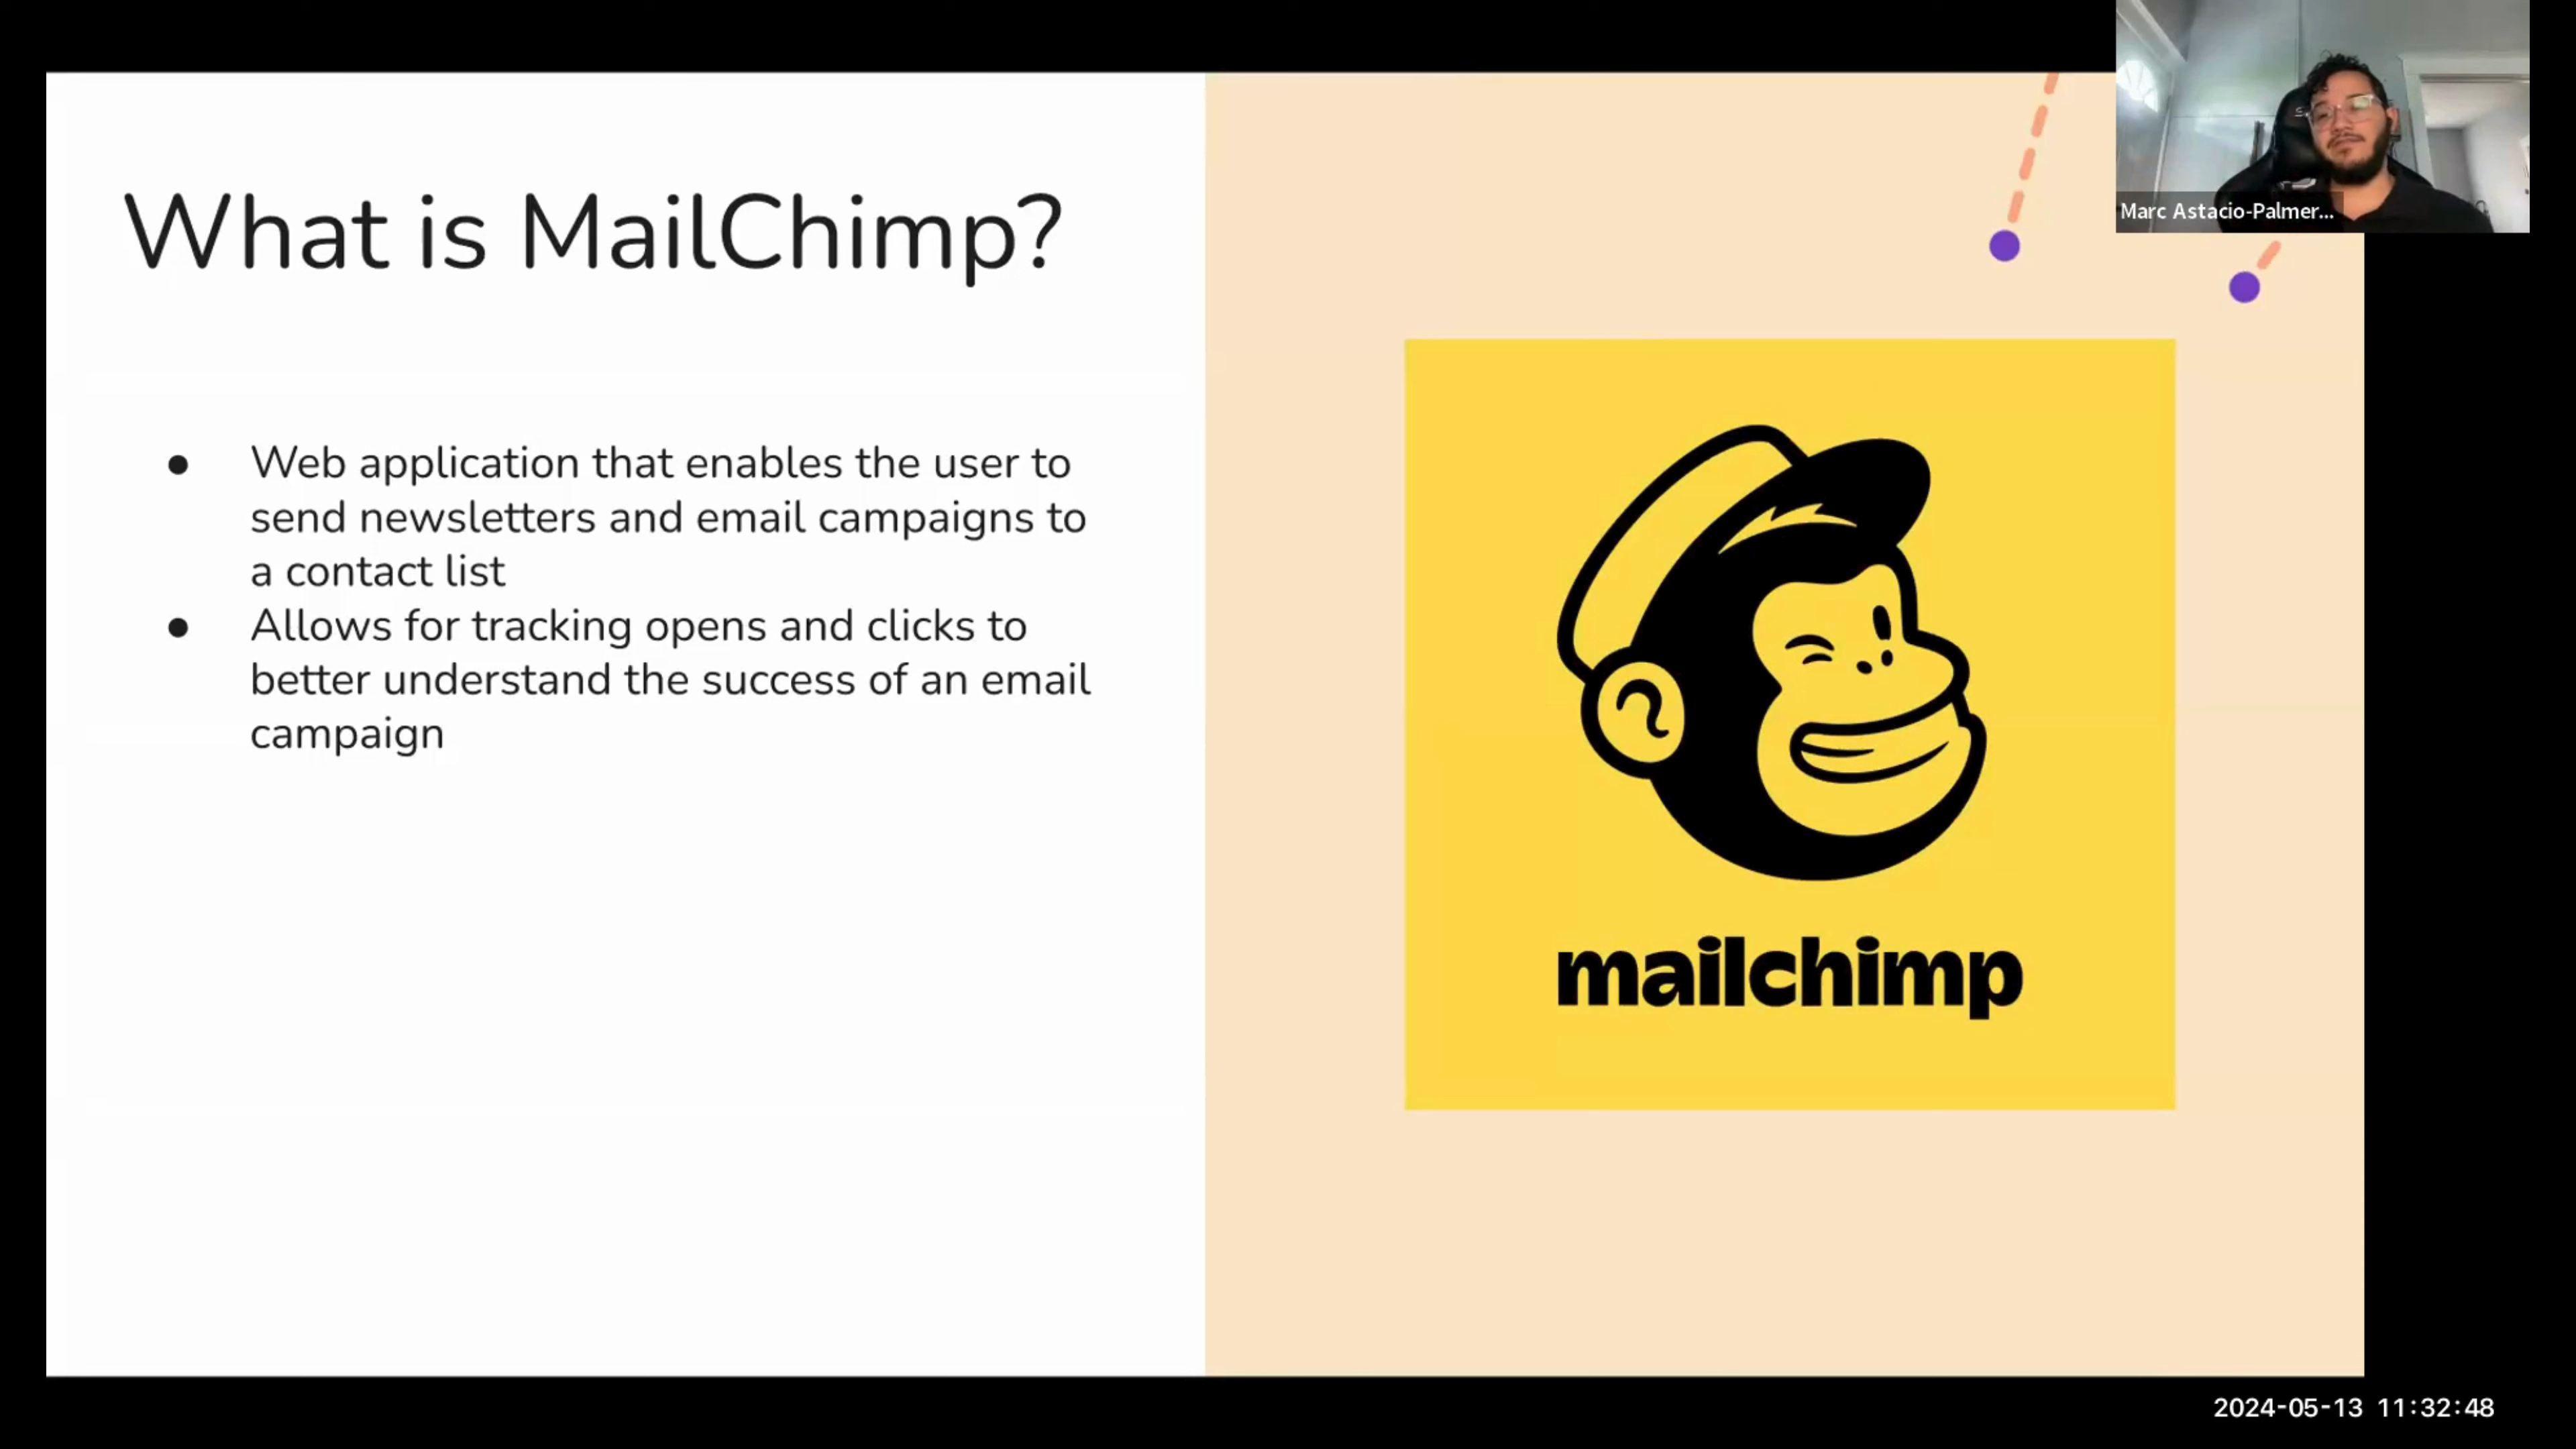 What is MailChimp?
● Web application that enables the user to
send newsletters and email campaigns to
a contact list
● Allows for tracking opens and clicks to
better understand the success of an email
campaign
mailchimp
Marc Astacio-Palmer...
2024-05-13 11:32:48